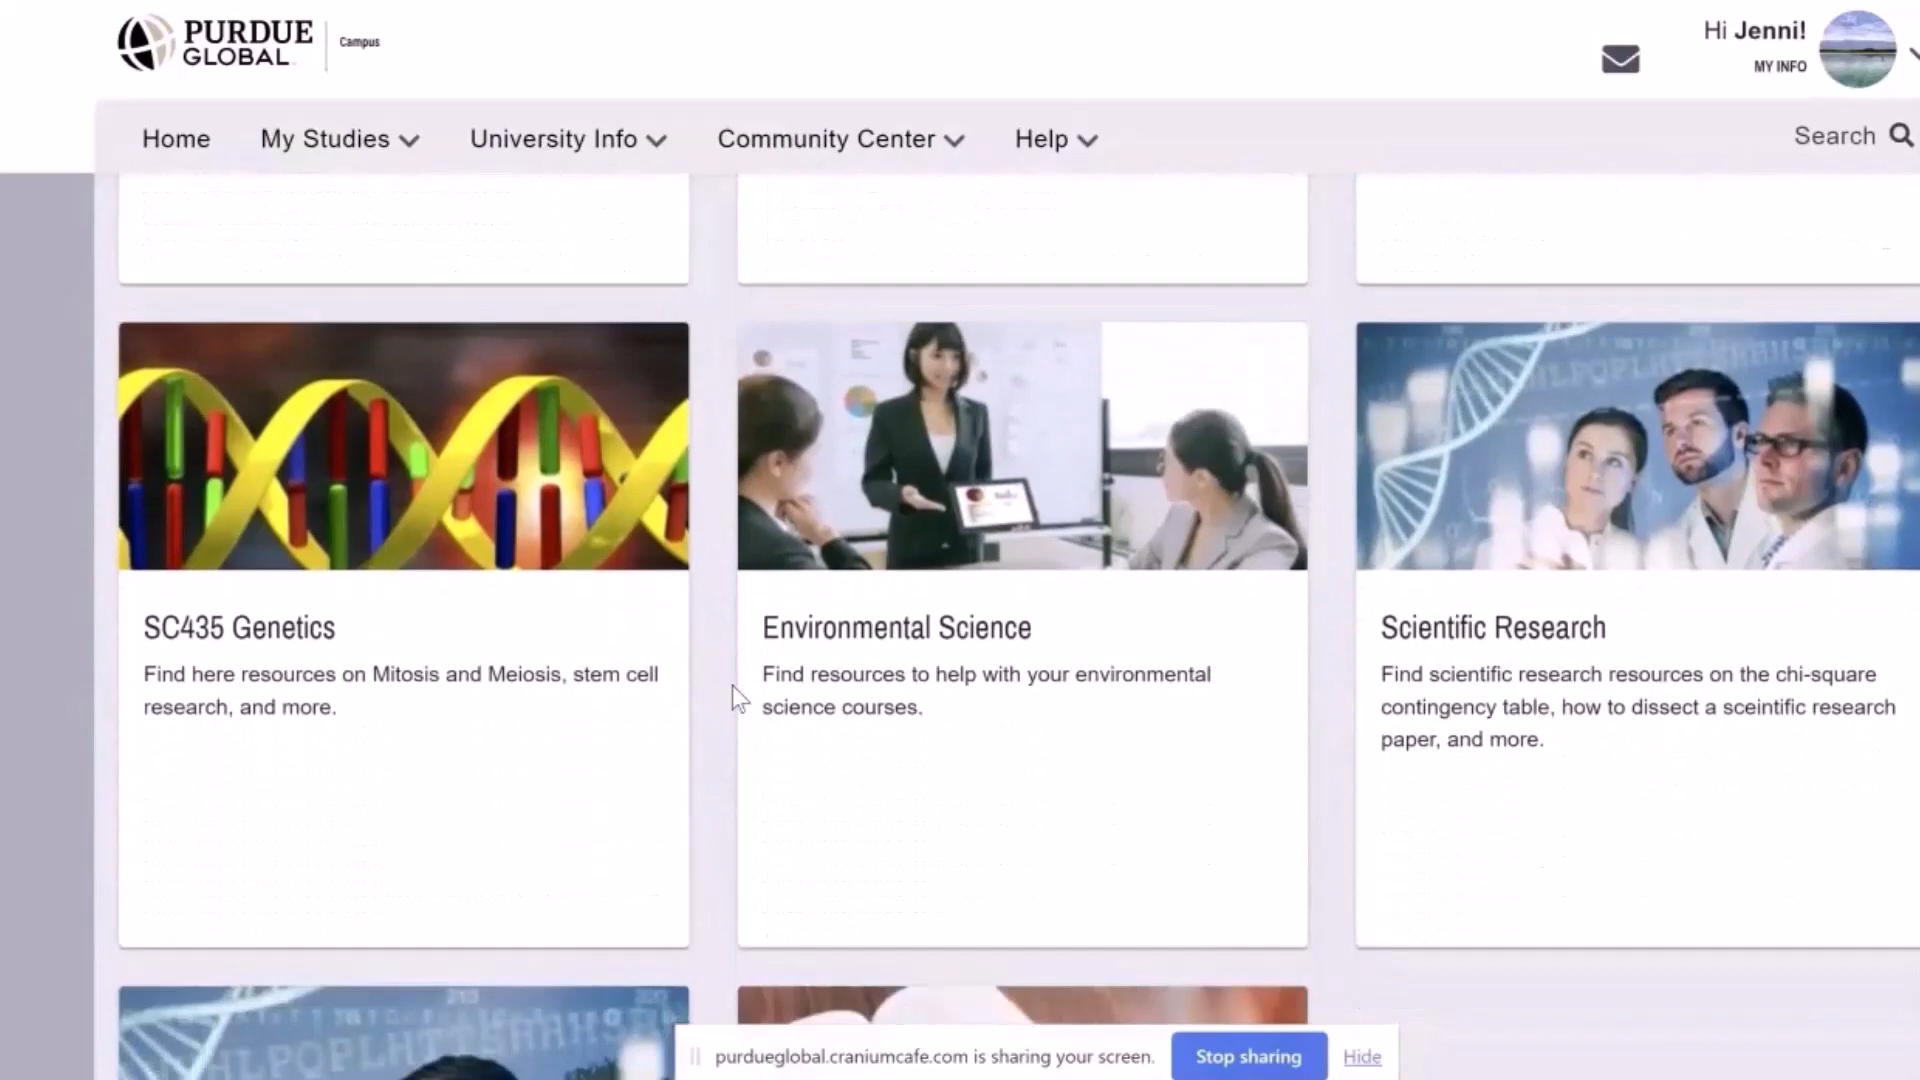 PURDUE
GLOBAL
Campus
Hi Jenni!
MY INFO
Home
My Studies
University Info
Community Center
Help
Search
SC435 Genetics
Find here resources on Mitosis and Meiosis, stem cell
research, and more.
Environmental Science
Find resources to help with your environmental
science courses.
Scientific Research
Find scientific research resources on the chi-square
contingency table, how to dissect a sceintific research
paper, and more.
purdueglobal.craniumcafe.com is sharing your screen.
Stop sharing
Hide